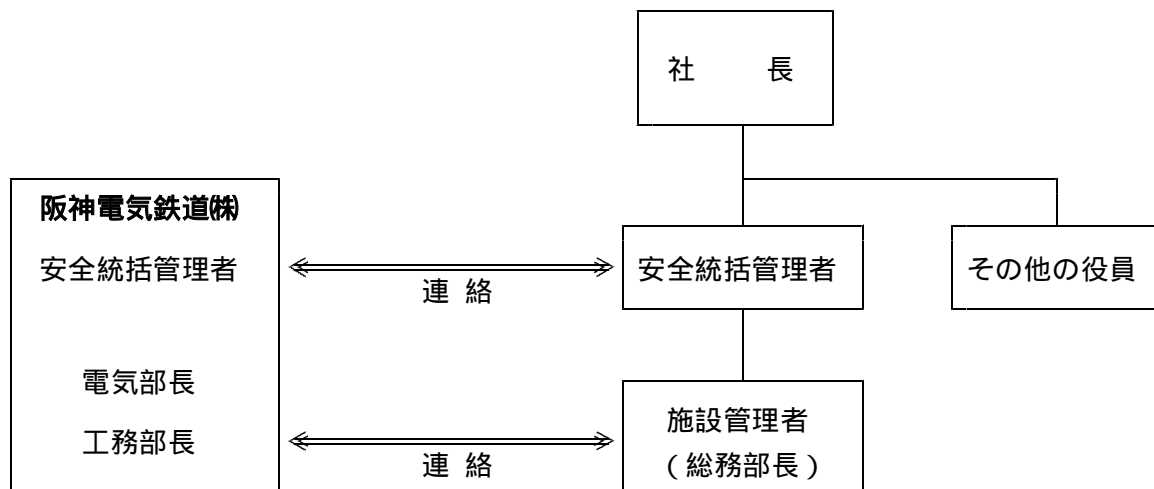 社 長
阪神電気鉄道㈱
安全統括管理者
連 絡
安全統括管理者
その他の役員
電気部長
工務部長
連 絡
施設管理者
（総務部長）